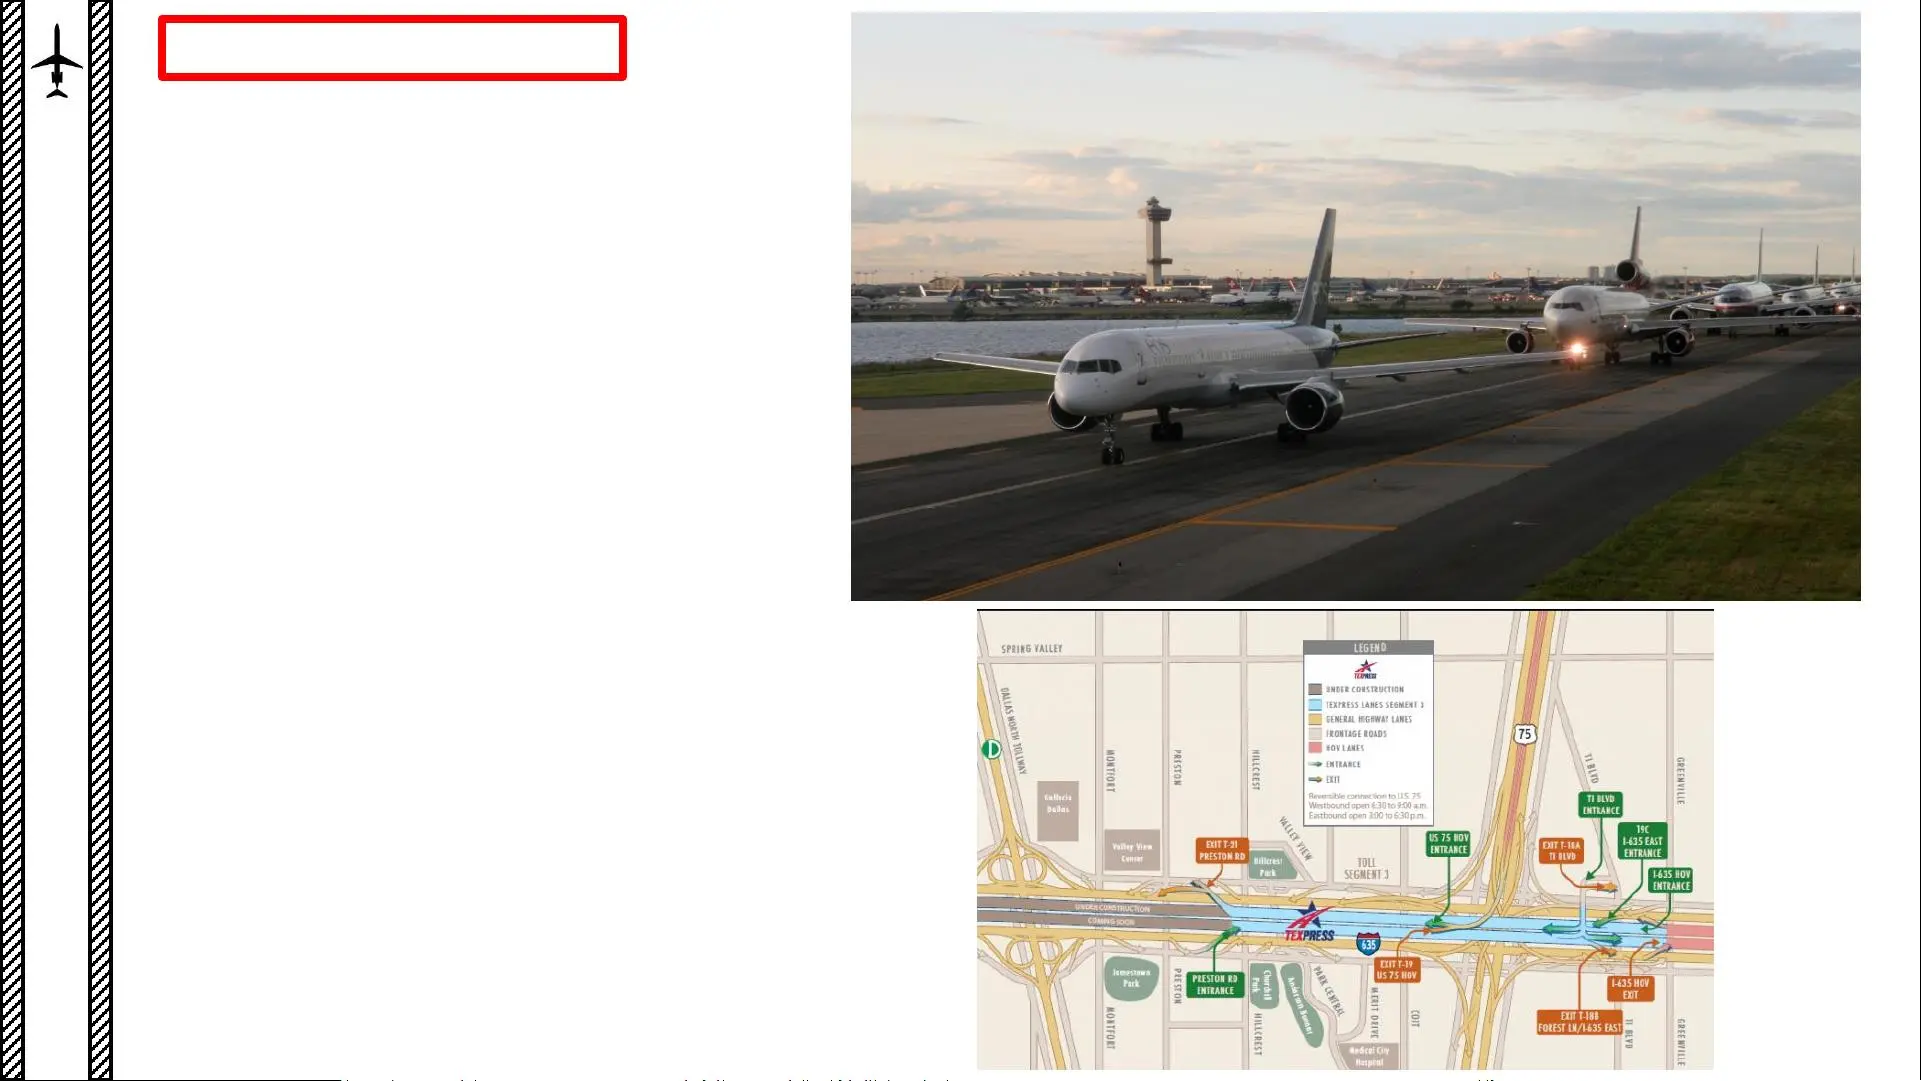 SPRING VALLEY
LEGEND
TEXPRESS
UNDER CONSTRUCTION
TEXPRESS LANES SEGMENT 3
GENERAL HIGHWAY LANES
FRONTAGE ROADS
HOV LANES
ENTRANCE
EXIT
Reversible connection to U.S. 75
Westbound open 6:30 to 9:00 a.m.
Eastbound open 3:00 to 6:30 p.m.
DALLAS NORTH TOLLWAY
D
MONTFORT
PRESTON
HILLCREST
75
TI BLVD
GREENVILLE
Galleria
Dallas
TI BLVD
ENTRANCE
19C
I-635 EAST
ENTRANCE
VALLEY VIEW
US 75 HOV
ENTRANCE
EXIT T-21
PRESTON RD
Valley View
Center
Hillcrest
Park
TOLL
SEGMENT 3
EXIT T-18A
TI BLVD
I-635 HOV
ENTRANCE
UNDER CONSTRUCTION
COMING SOON
TEXPRESS
635
Jamestown
Park
PRESTON
PRESTON RD
ENTRANCE
Churchill
Park
Anderson Bonner
PARK CENTRAL
MERIT DRIVE
EXIT T-19
US 75 HOV
I-635 HOV
EXIT
MONTFORT
HILLCREST
COIT
EXIT T-18B
FOREST LN/I-635 EAST
TI BLVD
GREENVILLE
Medical City
Hospital